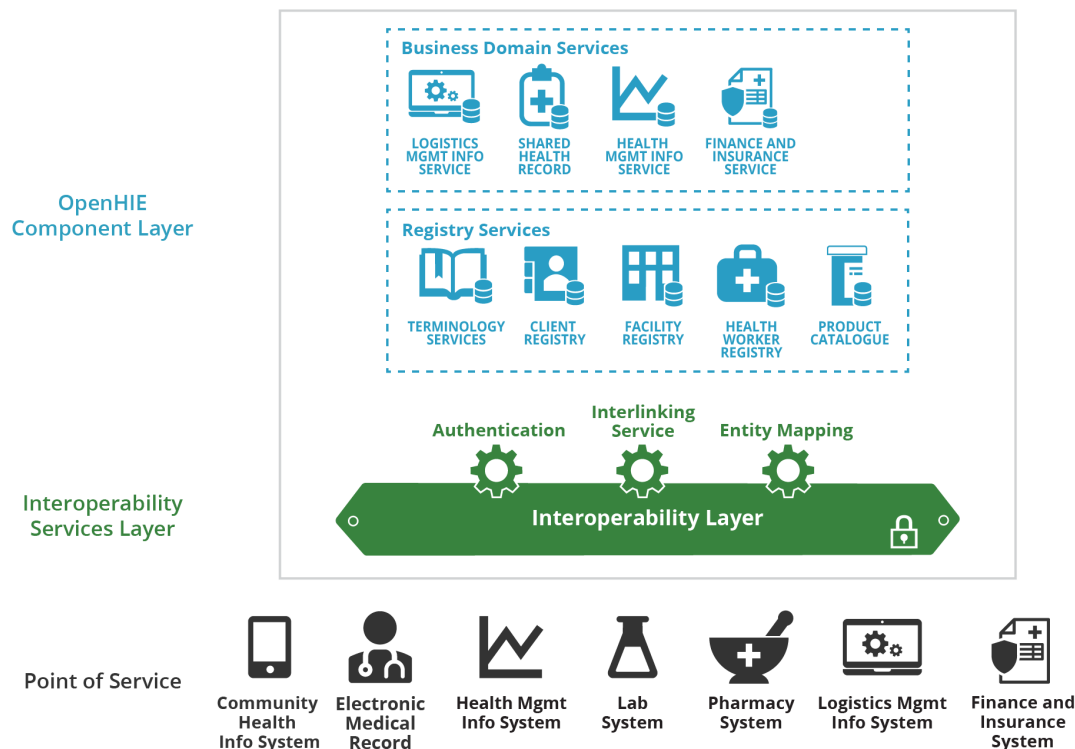 Business Domain Services
LOGISTICS
MGMT INFO
SERVICE
SHARED
HEALTH
RECORD
HEALTH
MGMT INFO
SERVICE
FINANCE AND
INSURANCE
SERVICE
OpenHIE
Component Layer
Registry Services
TERMINOLOGY
SERVICES
CLIENT
REGISTRY
FACILITY
REGISTRY
HEALTH
WORKER
REGISTRY
PRODUCT
CATALOGUE
Authentication
Interlinking
Service
Entity Mapping
Interoperability
Services Layer
Interoperability Layer
Point of Service
Community
Health
Info System
Electronic
Medical
Record
Health Mgmt
Info System
Lab
System
Pharmacy
System
Logistics Mgmt
Info System
Finance and
Insurance
System